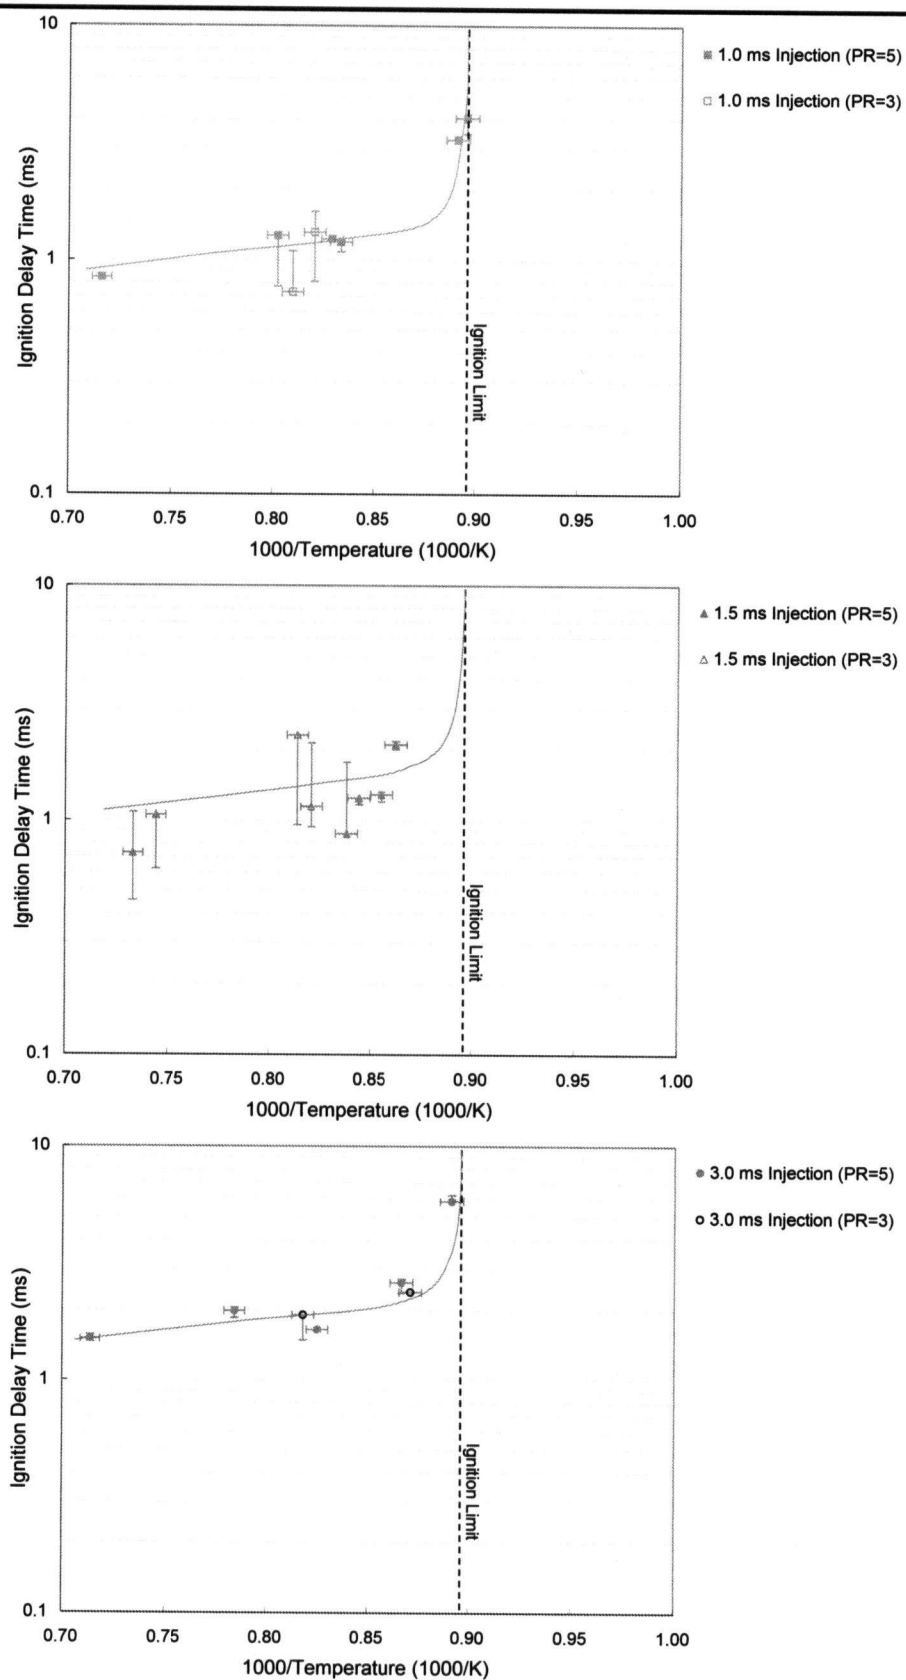 10
1
0.1
Ignition Delay Time (ms)
0.70
0.75
0.80
0.85
0.90
0.95
1.00
1000/Temperature (1000/K)
Ignition Limit
1.0 ms Injection (PR=5)
1.0 ms Injection (PR=3)
10
1
0.1
Ignition Delay Time (ms)
0.70
0.75
0.80
0.85
0.90
0.95
1.00
1000/Temperature (1000/K)
Ignition Limit
1.5 ms Injection (PR=5)
1.5 ms Injection (PR=3)
10
1
0.1
Ignition Delay Time (ms)
0.70
0.75
0.80
0.85
0.90
0.95
1.00
1000/Temperature (1000/K)
Ignition Limit
3.0 ms Injection (PR=5)
3.0 ms Injection (PR=3)